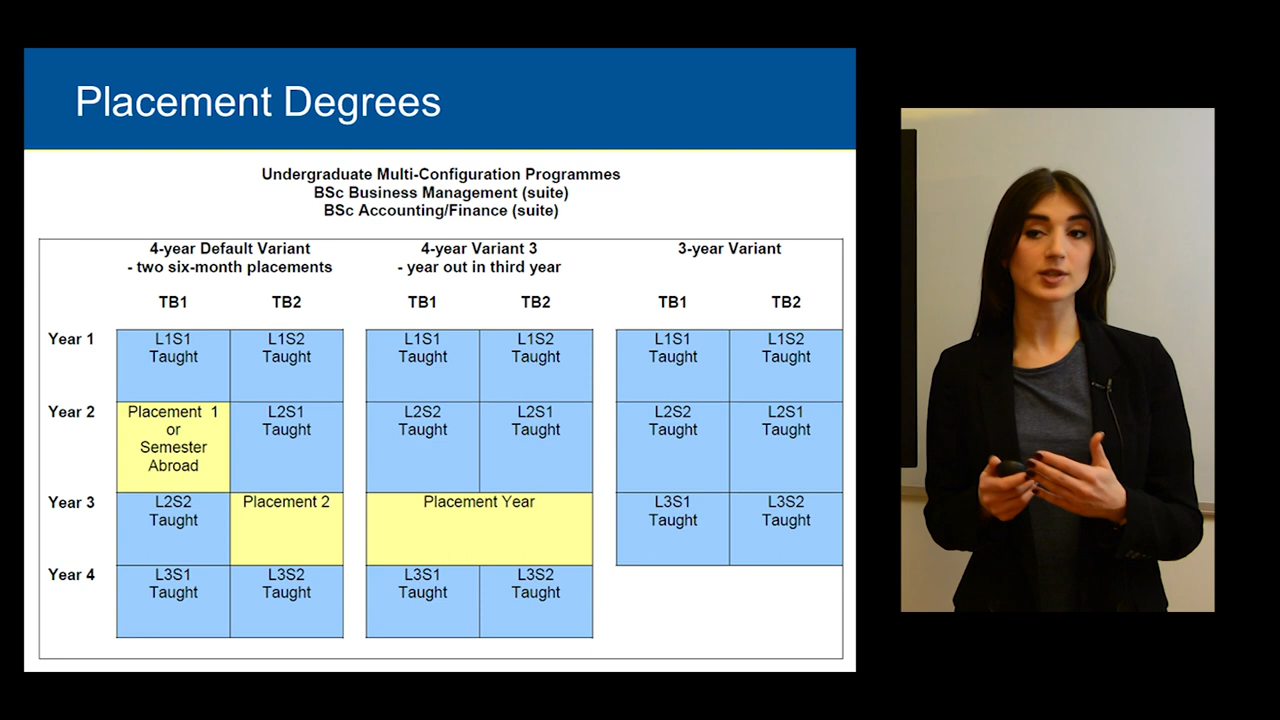 Placement Degrees
Undergraduate Multi-Configuration Programmes
BSc Business Management (suite)
BSc Accounting/Finance (suite)
4-year Default Variant
- two six-month placements
4-year Variant 3
- year out in third year
3-year Variant
TB1 TB2 TB1 TB2 TB1 TB2
Year 1
L1S1
Taught
L1S2
Taught
L1S1
Taught
L1S2
Taught
L1S1
Taught
L1S2
Taught
Year 2
Placement 1
or
Semester
Abroad
L2S1
Taught
L2S2
Taught
L2S1
Taught
L2S2
Taught
L2S1
Taught
Year 3
L2S2
Taught
Placement 2
Placement Year
L3S1
Taught
L3S2
Taught
Year 4
L3S1
Taught
L3S2
Taught
L3S1
Taught
L3S2
Taught